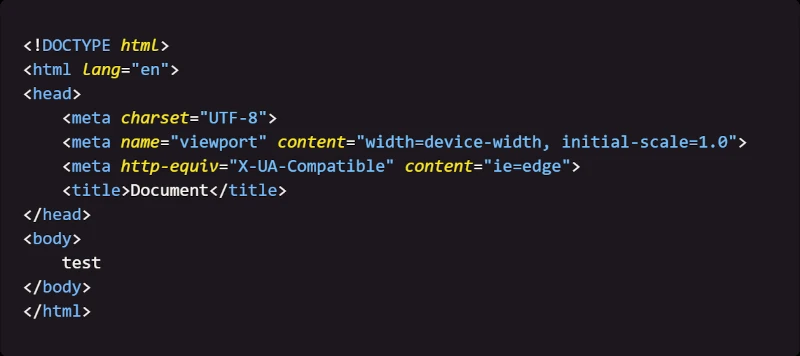 <!DOCTYPE html>
<html lang="en">
<head>
    <meta charset="UTF-8">
    <meta name="viewport" content="width=device-width, initial-scale=1.0">
    <meta http-equiv="X-UA-Compatible" content="ie=edge">
    <title>Document</title>
</head>
<body>
    test
</body>
</html>